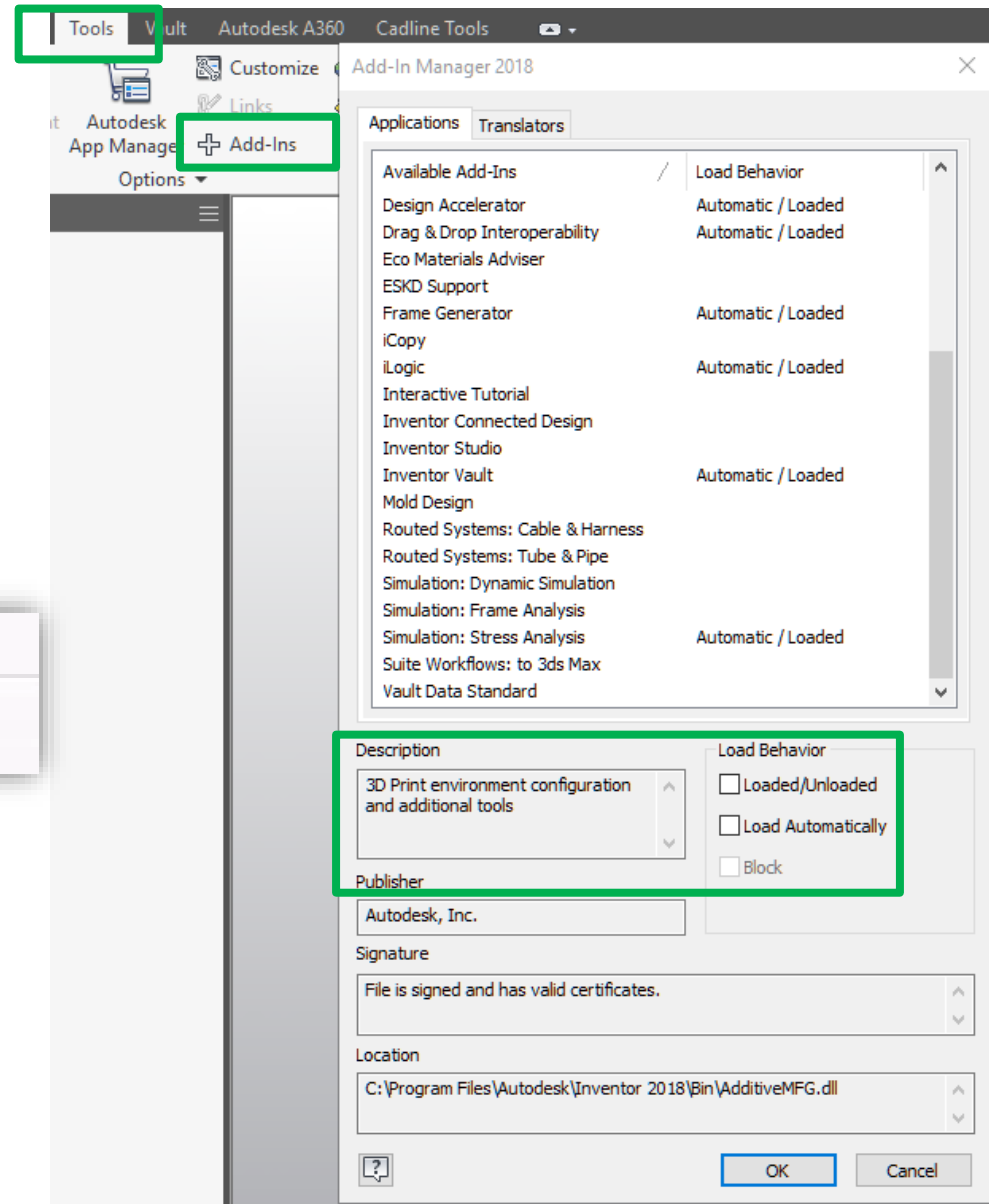 Tools Vault Autodesk A360 Cadline Tools
Customize
Links
Autodesk
App Manage
Add-Ins
Options
Add-In Manager 2018
Applications Translators
Available Add-Ins / Load Behavior
Design Accelerator Automatic / Loaded
Drag & Drop Interoperability Automatic / Loaded
Eco Materials Adviser
ESKD Support
Frame Generator Automatic / Loaded
iCopy
iLogic Automatic / Loaded
Interactive Tutorial
Inventor Connected Design
Inventor Studio
Inventor Vault Automatic / Loaded
Mold Design
Routed Systems: Cable & Harness
Routed Systems: Tube & Pipe
Simulation: Dynamic Simulation
Simulation: Frame Analysis
Simulation: Stress Analysis Automatic / Loaded
Suite Workflows: to 3ds Max
Vault Data Standard
Description
3D Print environment configuration
and additional tools
Load Behavior
Loaded/Unloaded
Load Automatically
Block
Publisher
Autodesk, Inc.
Signature
File is signed and has valid certificates.
Location
C:\Program Files\Autodesk\Inventor 2018\Bin\AdditiveMFG.dll
?
OK Cancel